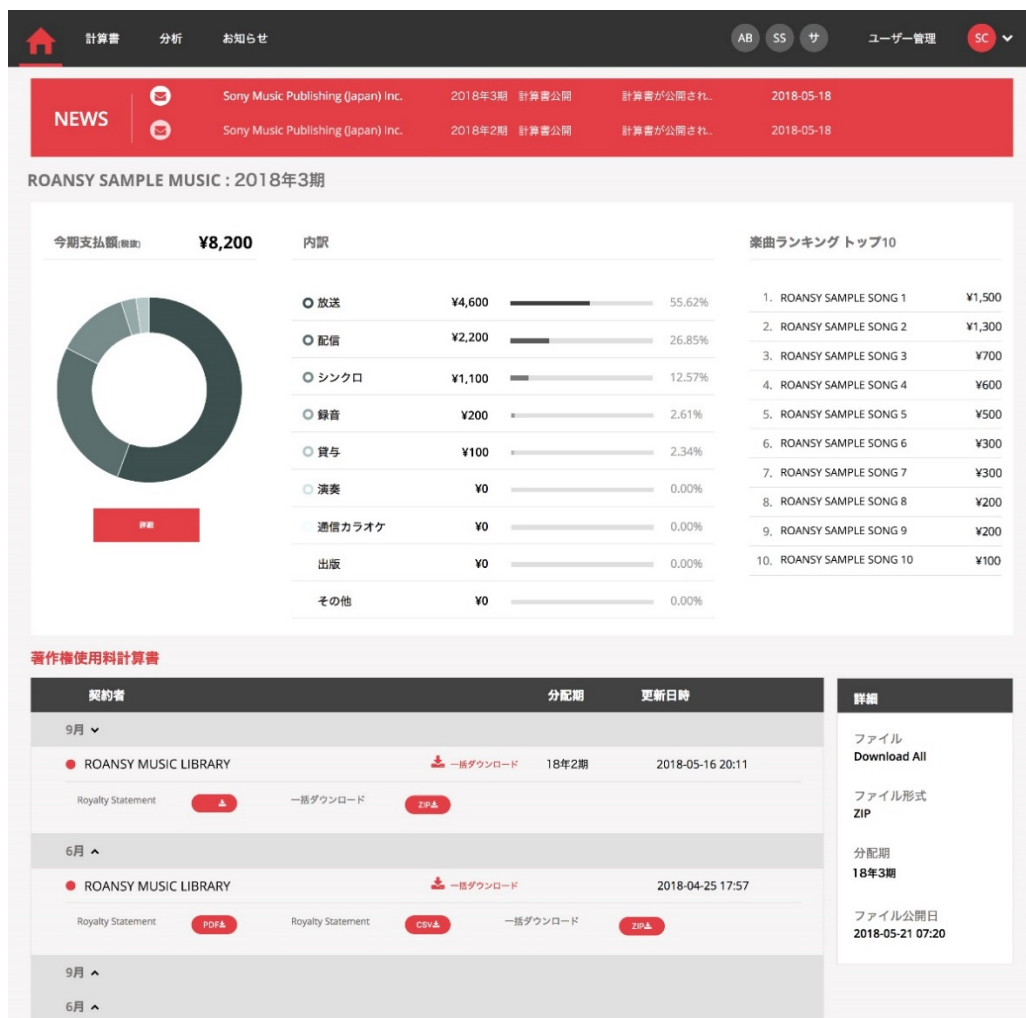 計算書 分析 お知らせ AB SS サ ユーザー管理 SC
NEWS
Sony Music Publishing (Japan) Inc. 2018年3期 計算書公開 計算書が公開され.. 2018-05-18
Sony Music Publishing (Japan) Inc. 2018年2期 計算書公開 計算書が公開され.. 2018-05-18
ROANSY SAMPLE MUSIC : 2018年3期
今期支払額(税抜) ¥8,200
詳細
内訳
放送 ¥4,600 55.62%
配信 ¥2,200 26.85%
シンクロ ¥1,100 12.57%
録音 ¥200 2.61%
貸与 ¥100 2.34%
演奏 ¥0 0.00%
通信カラオケ ¥0 0.00%
出版 ¥0 0.00%
その他 ¥0 0.00%
楽曲ランキング トップ10
1. ROANSY SAMPLE SONG 1 ¥1,500
2. ROANSY SAMPLE SONG 2 ¥1,300
3. ROANSY SAMPLE SONG 3 ¥700
4. ROANSY SAMPLE SONG 4 ¥600
5. ROANSY SAMPLE SONG 5 ¥500
6. ROANSY SAMPLE SONG 6 ¥300
7. ROANSY SAMPLE SONG 7 ¥300
8. ROANSY SAMPLE SONG 8 ¥200
9. ROANSY SAMPLE SONG 9 ¥200
10. ROANSY SAMPLE SONG 10 ¥100
著作権使用料計算書
契約者 分配期 更新日時
9月
ROANSY MUSIC LIBRARY 一括ダウンロード 18年2期 2018-05-16 20:11
Royalty Statement 一括ダウンロード ZIP
6月
ROANSY MUSIC LIBRARY 一括ダウンロード 2018-04-25 17:57
Royalty Statement PDF Royalty Statement CSV 一括ダウンロード ZIP
9月
6月
詳細
ファイル
Download All
ファイル形式
ZIP
分配期
18年3期
ファイル公開日
2018-05-21 07:20